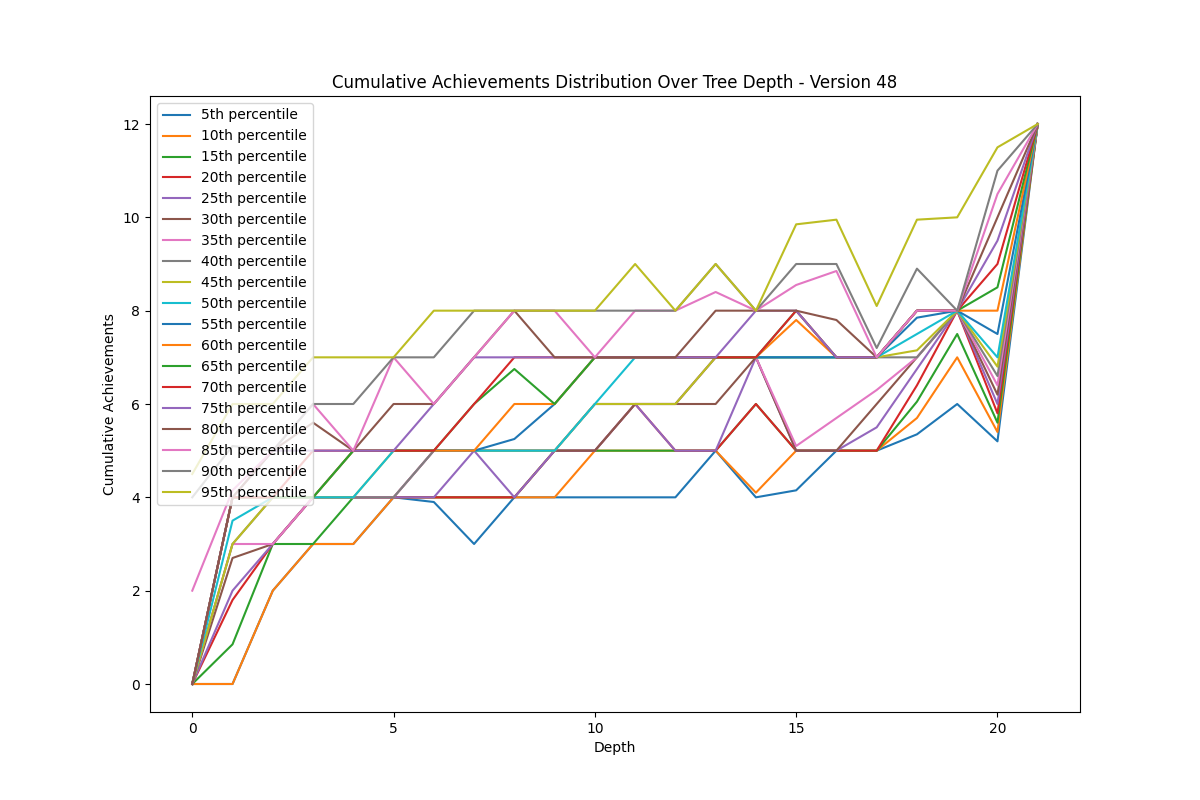 Cumulative Achievements Distribution Over Tree Depth - Version 48
12
10
8
6
4
2
0
Cumulative Achievements
5th percentile
10th percentile
15th percentile
20th percentile
25th percentile
30th percentile
35th percentile
40th percentile
45th percentile
50th percentile
55th percentile
60th percentile
65th percentile
70th percentile
75th percentile
80th percentile
85th percentile
90th percentile
95th percentile
0 5 10 15 20
Depth